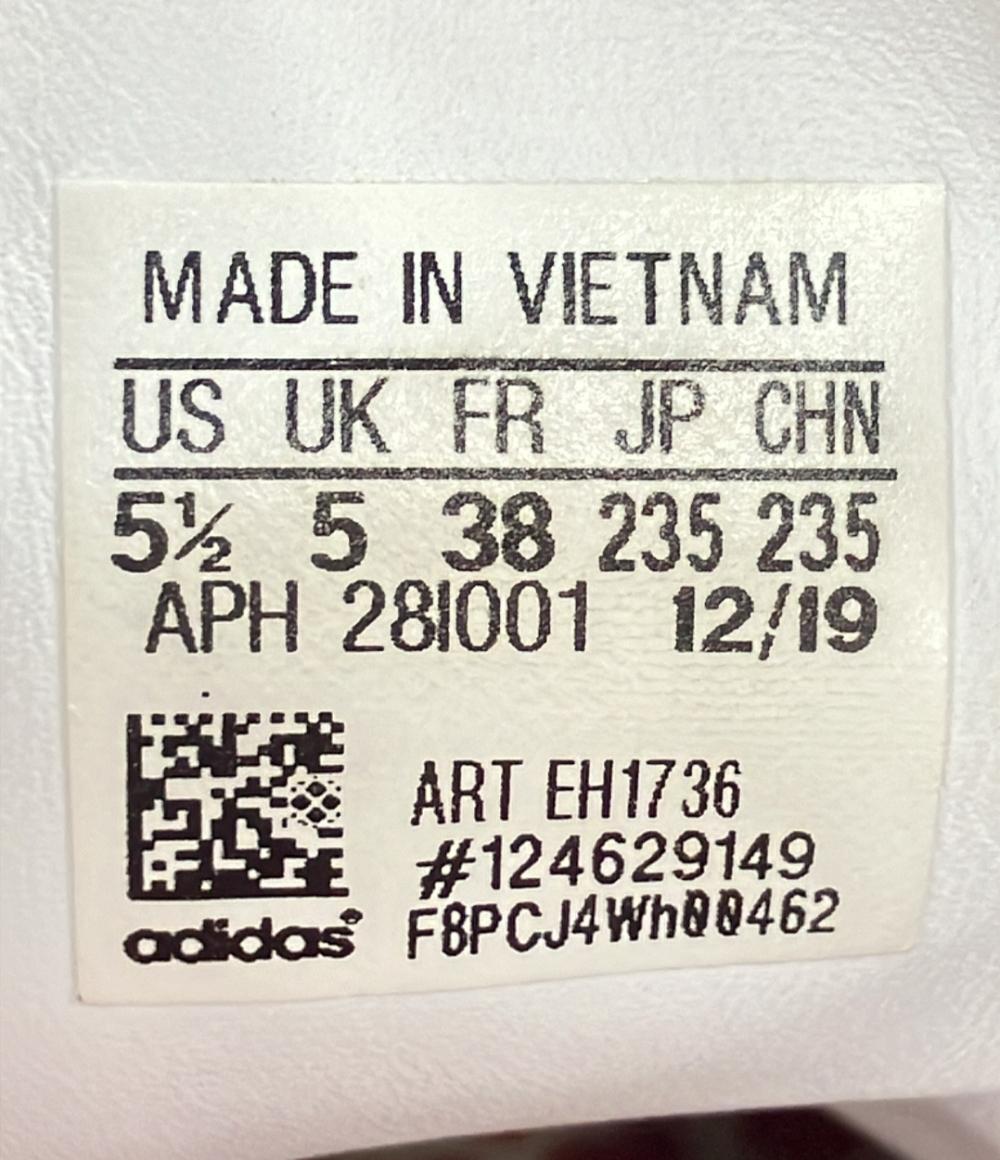 MADE IN VIETNAM
US UK FR JP CHN
5½ 5 38 235 235
APH 28I001 12/19
ART EH1736
#124629149
F8PCJ4Wh00462
adidas®